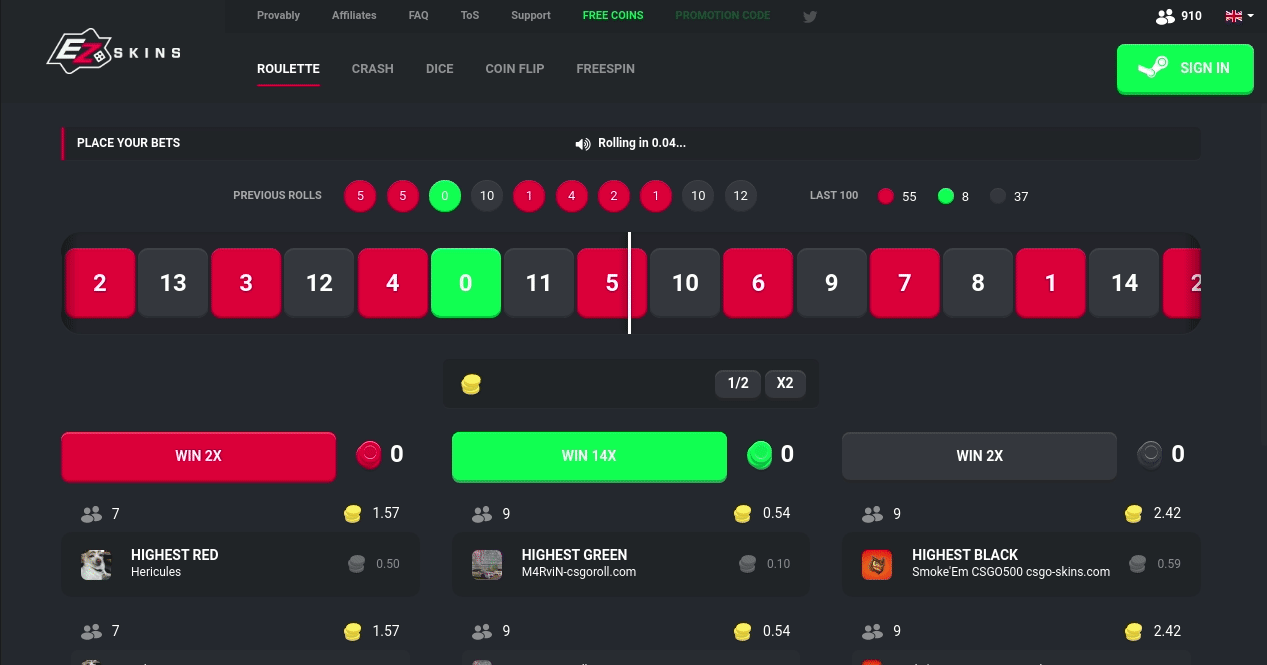 Provably Affiliates FAQ ToS Support FREE COINS PROMOTION CODE 910
EZ SKINS
ROULETTE CRASH DICE COIN FLIP FREESPIN SIGN IN
PLACE YOUR BETS Rolling in 0.04...
PREVIOUS ROLLS 5 5 0 10 1 4 2 1 10 12 LAST 100 55 8 37
2 13 3 12 4 0 11 5 10 6 9 7 8 1 14 2
1/2 X2
WIN 2X 0 WIN 14X 0 WIN 2X 0
7 1.57 9 0.54 9 2.42
HIGHEST RED 0.50 HIGHEST GREEN 0.10 HIGHEST BLACK 0.59
Hericules M4RviN-csgoroll.com Smoke'Em CSGO500 csgo-skins.com
7 1.57 9 0.54 9 2.42